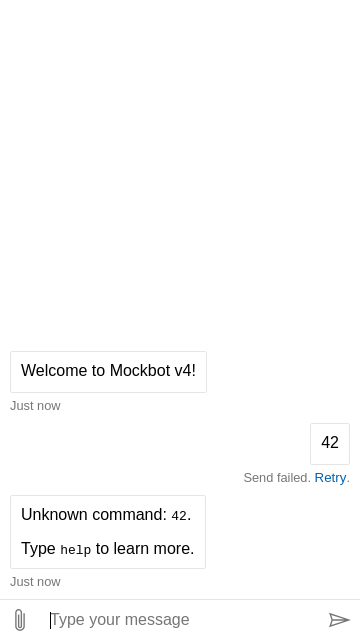 Welcome to Mockbot v4!
Just now
42
Send failed. Retry.
Unknown command: 42.
Type help to learn more.
Just now
Type your message